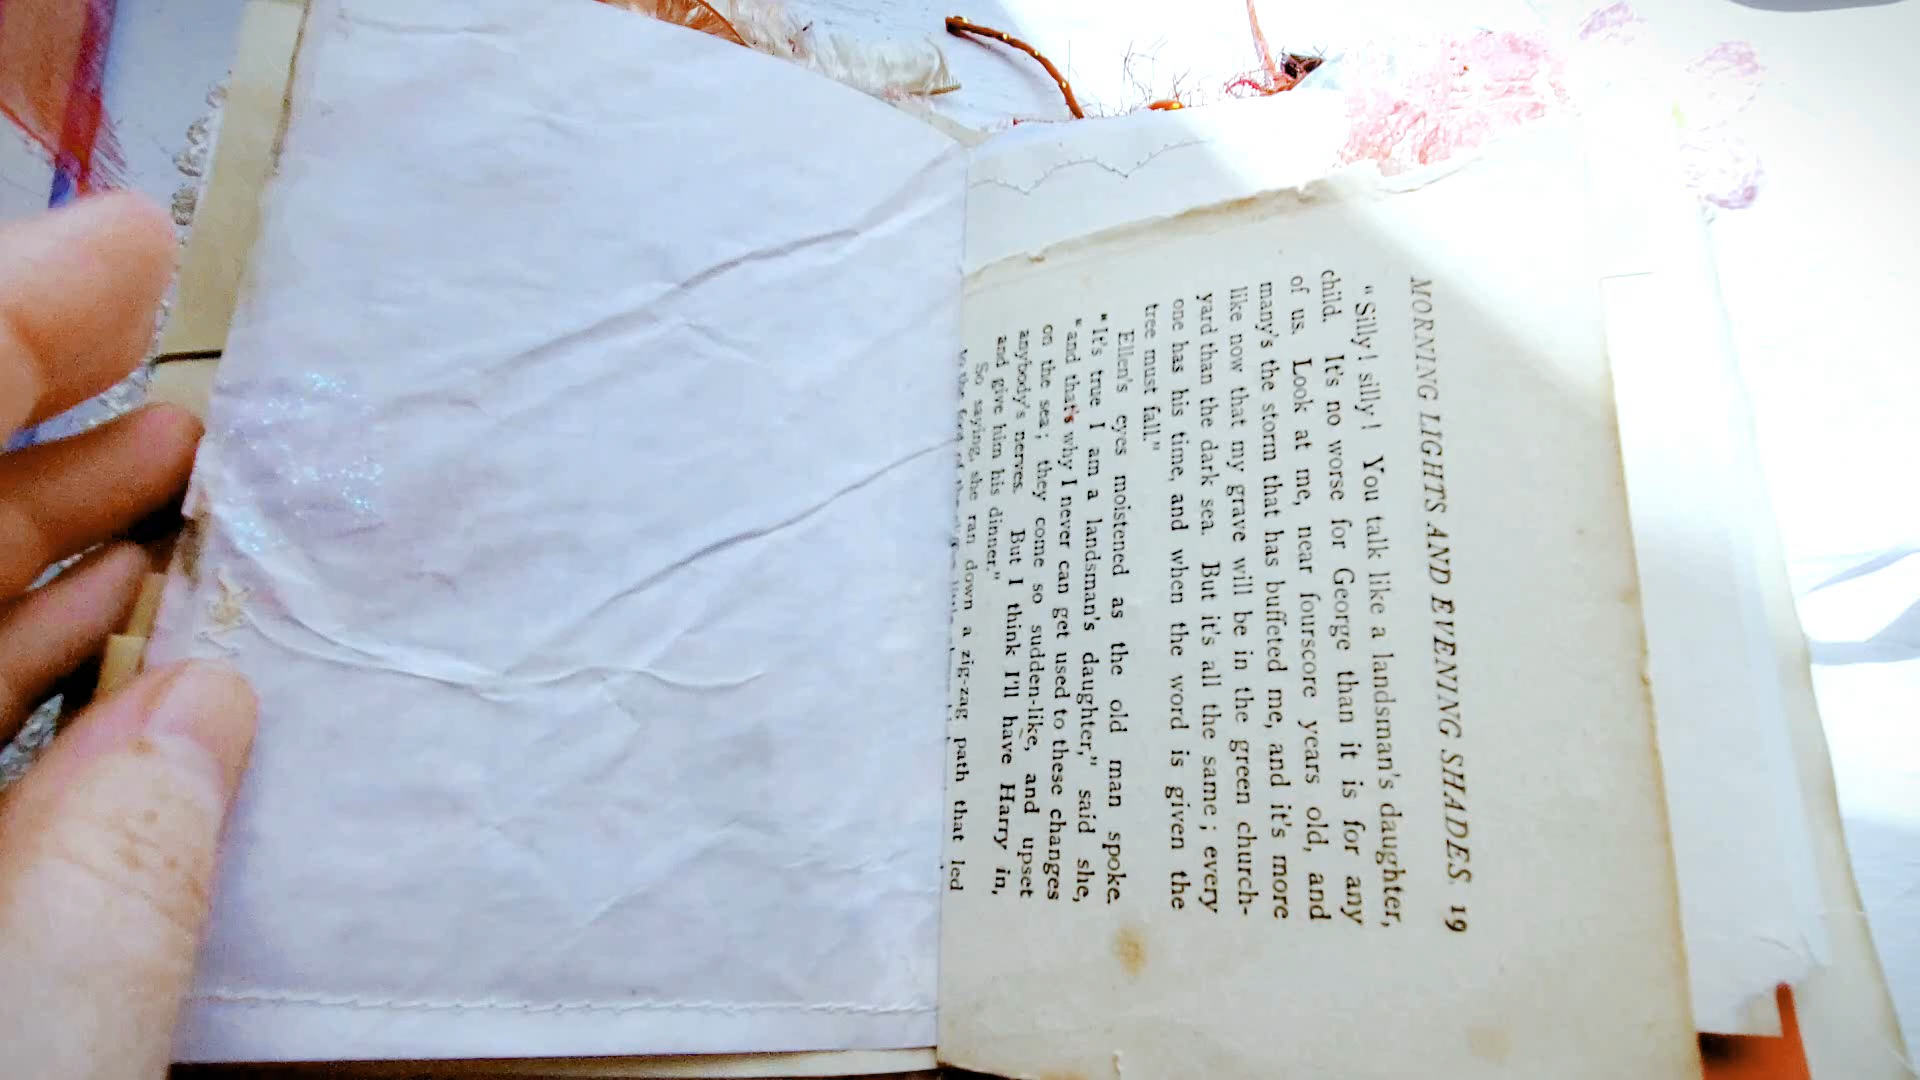 MORNING LIGHTS AND EVENING SHADES 19
"Silly! silly! You talk like a landsman's daughter,
child. It's no worse for George than it is for any
of us. Look at me, near fourscore years old, and
many's the storm that has buffeted me, and it's more
like now that my grave will be in the green church-
yard than the dark sea. But it's all the same; every
one has his time, and when the word is given the
tree must fall."
Ellen's eyes moistened as the old man spoke.
"It's true I am a landsman's daughter," said she,
"and that's why I never can get used to these changes
on the sea; they come so sudden-like, and upset
anybody's nerves. But I think I'll have Harry in,
and give him his dinner."
So saying, she ran down a zig-zag path that led